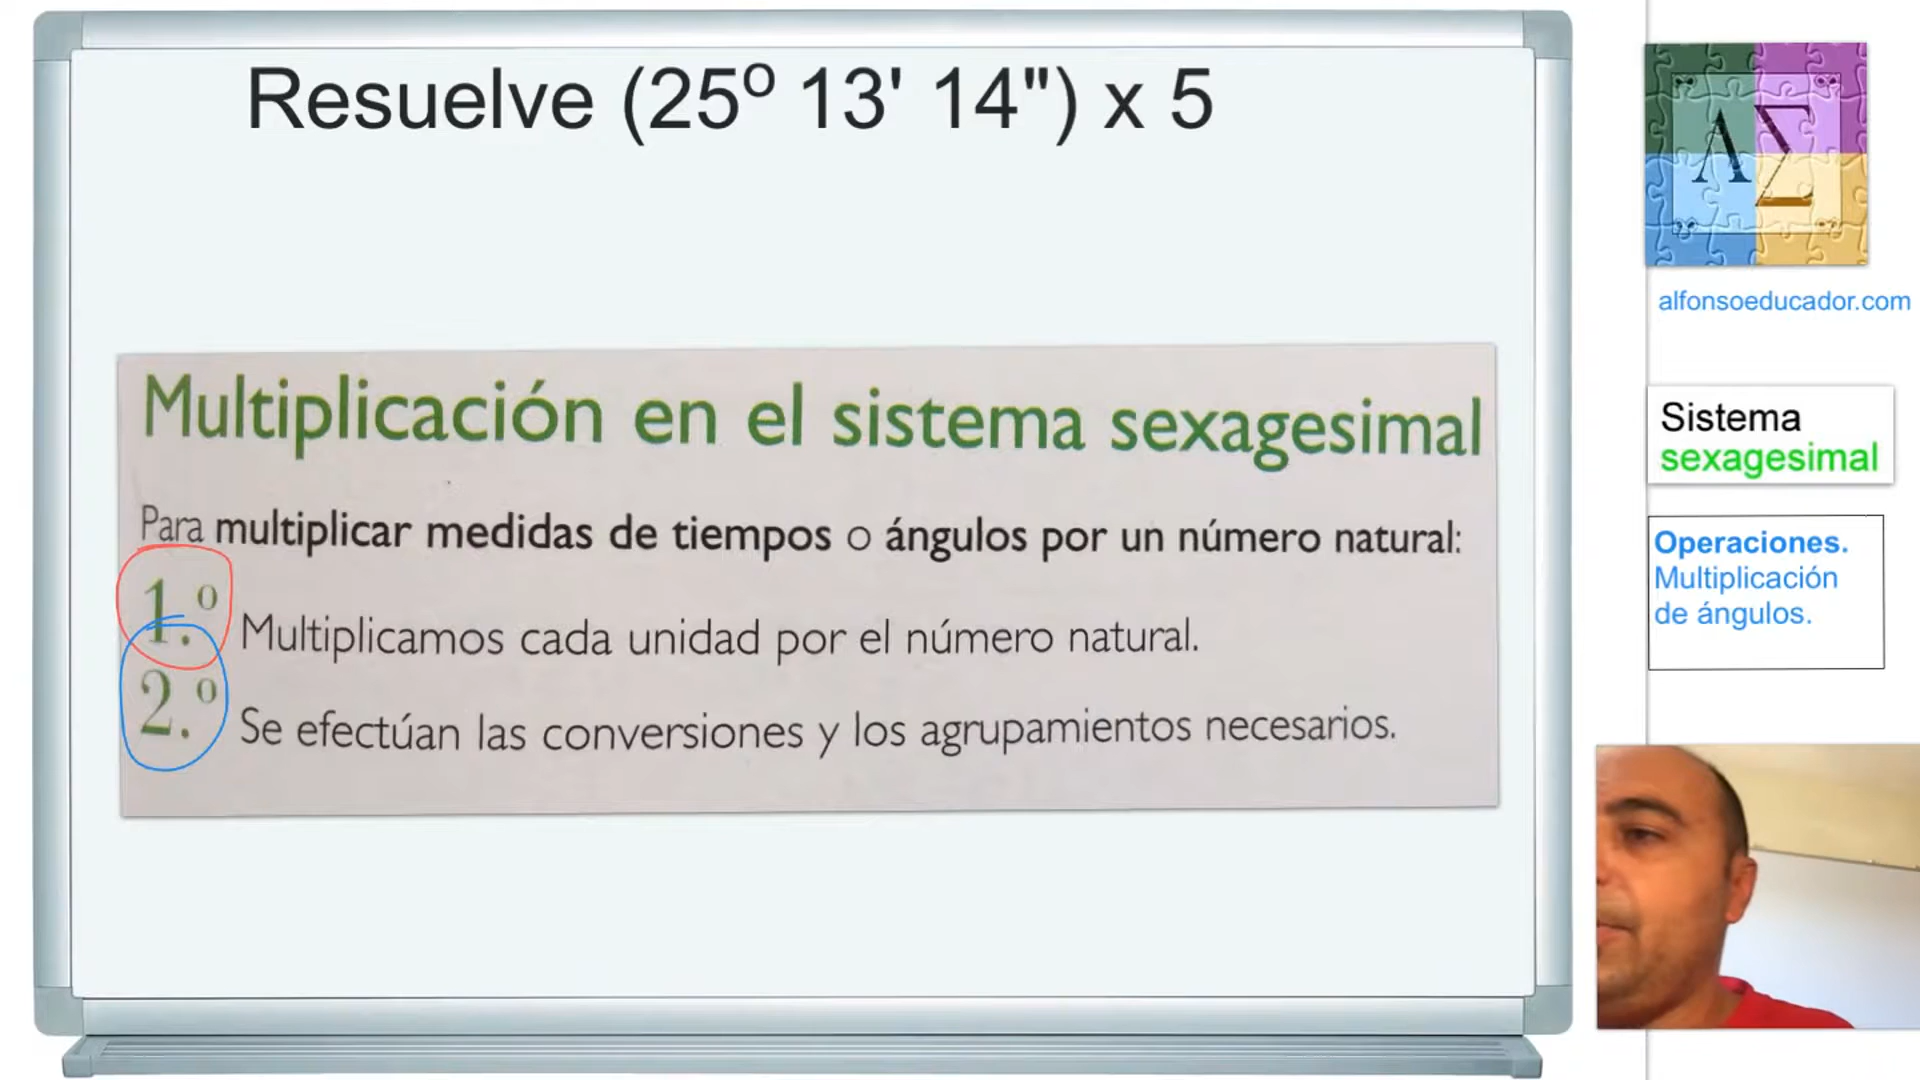 Resuelve (25º 13' 14") x 5
Multiplicación en el sistema sexagesimal
Para multiplicar medidas de tiempos o ángulos por un número natural:
1.º Multiplicamos cada unidad por el número natural.
2.º Se efectúan las conversiones y los agrupamientos necesarios.
ΛΣ
alfonsoeducador.com
Sistema
sexagesimal
Operaciones.
Multiplicación
de ángulos.